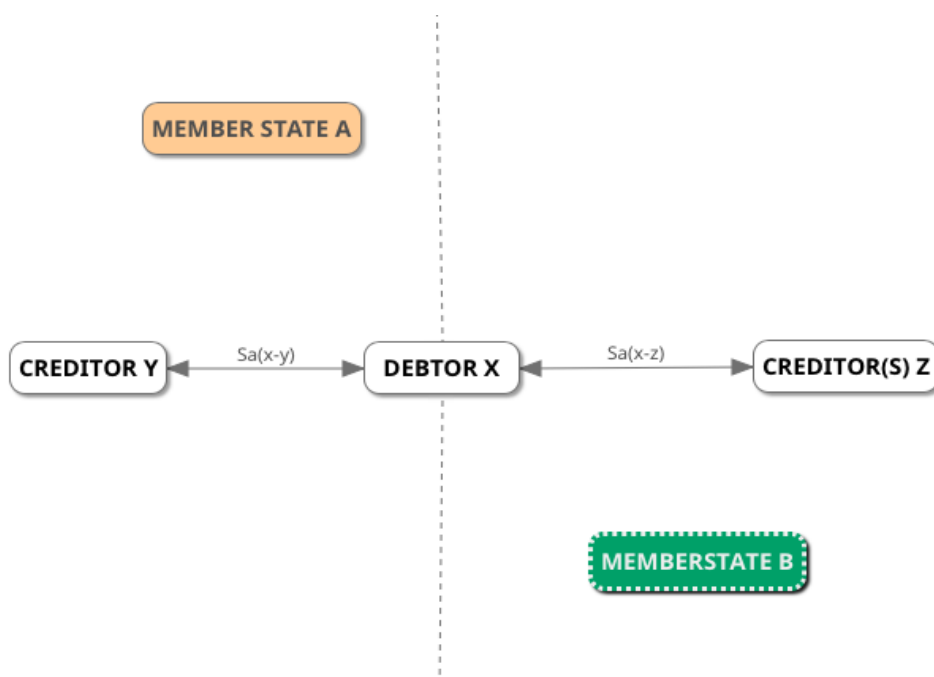 MEMBER STATE A
CREDITOR Y
Sa(x-y)
DEBTOR X
Sa(x-z)
CREDITOR(S) Z
MEMBERSTATE B